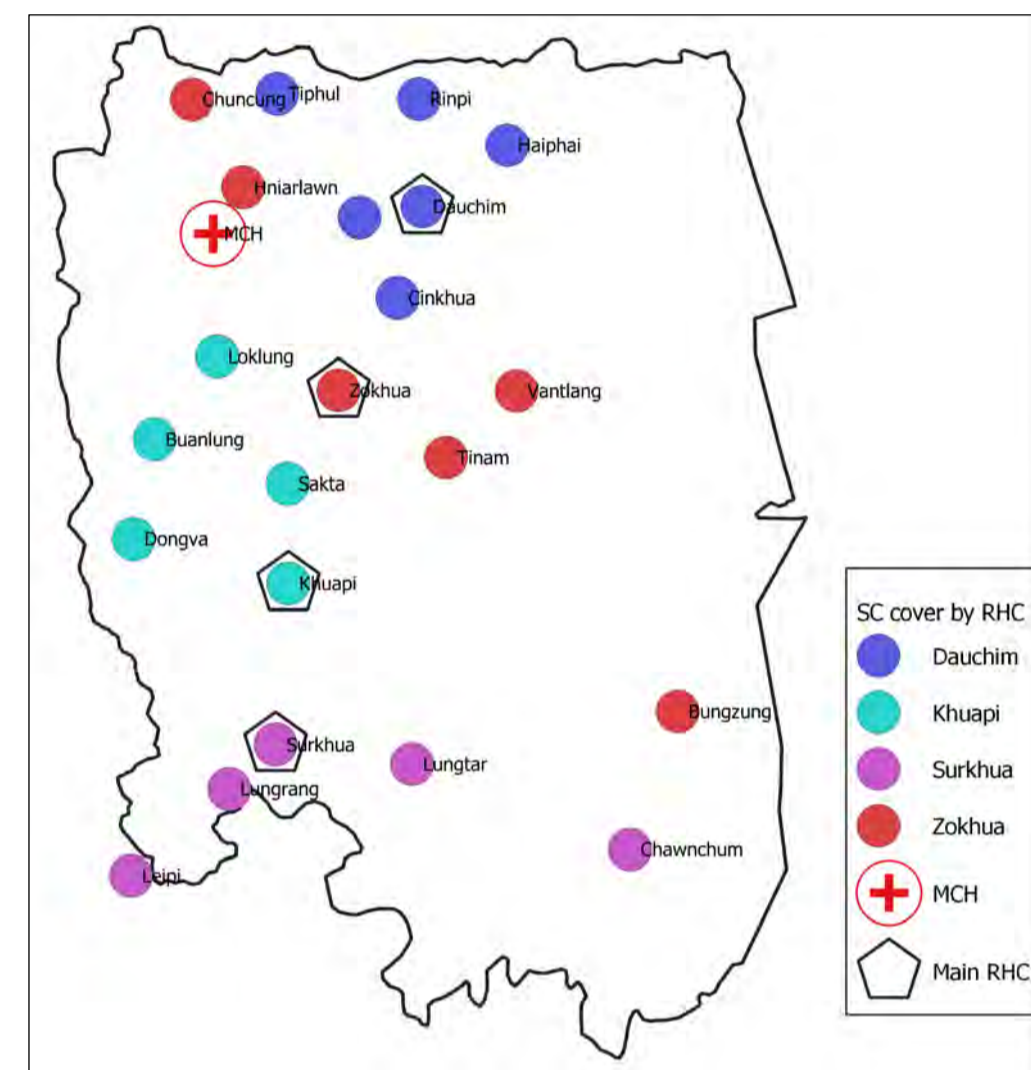 Chuncung
Tiphul
Rinpi
Haiphai
Hniarlawn
Dauchim
MCH
Cinkhua
Loklung
Zokhua
Vantlang
Buanlung
Tinam
Sakta
Dongva
Khuapi
Bungzung
Surkhua
Lungtar
Lungrang
Chawnchum
Leipi
SC cover by RHC
Dauchim
Khuapi
Surkhua
Zokhua
MCH
Main RHC